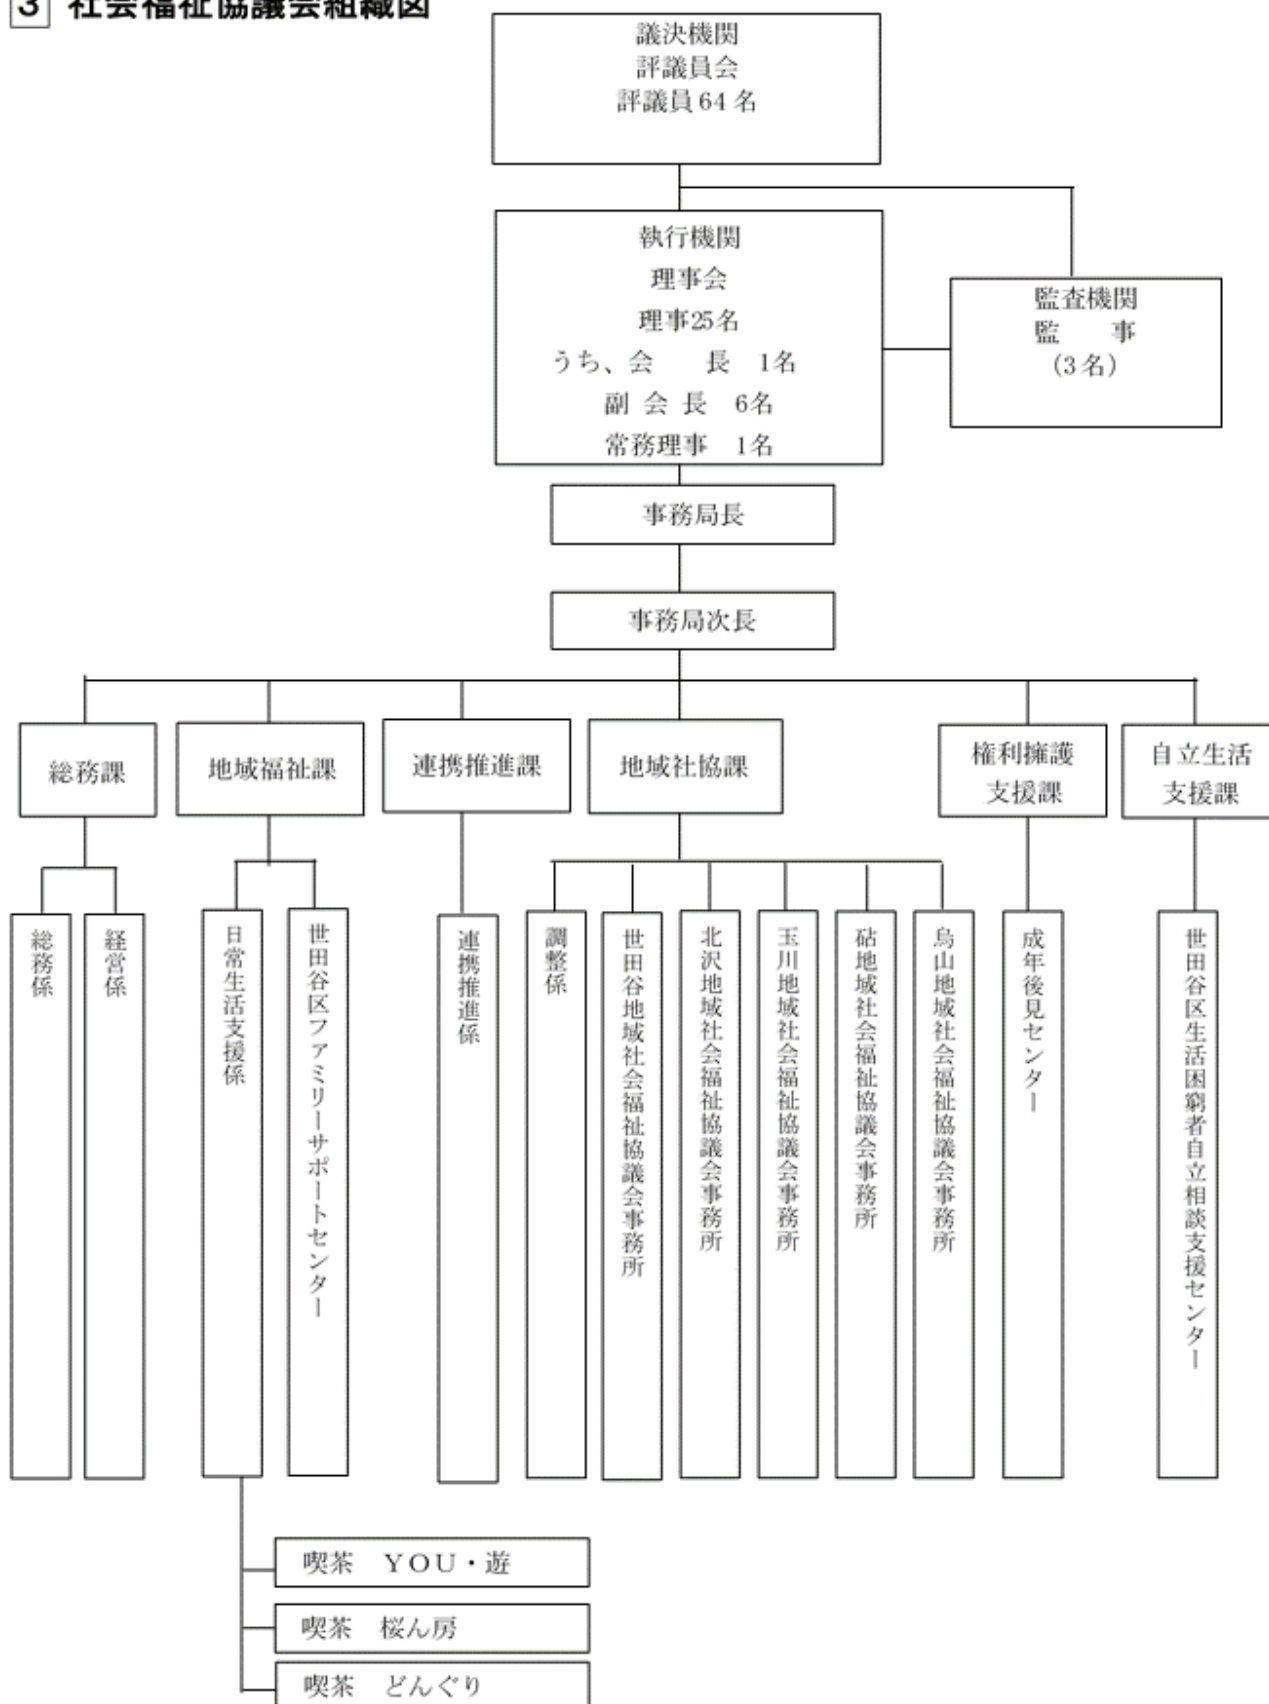 3 社会福祉協議会組織図
議決機関
評議員会
評議員64名
執行機関
理事会
理事25名
うち、会　長　1名
副会長　6名
常務理事　1名
監査機関
監　事
(3名)
事務局長
事務局次長
総務課
地域福祉課
連携推進課
地域社協課
権利擁護
支援課
自立生活
支援課
総務係
経営係
日常生活支援係
世田谷区ファミリーサポートセンター
連携推進係
調整係
世田谷地域社会福祉協議会事務所
北沢地域社会福祉協議会事務所
玉川地域社会福祉協議会事務所
砧地域社会福祉協議会事務所
烏山地域社会福祉協議会事務所
成年後見センター
世田谷区生活困窮者自立相談支援センター
喫茶　YOU・遊
喫茶　桜ん房
喫茶　どんぐり